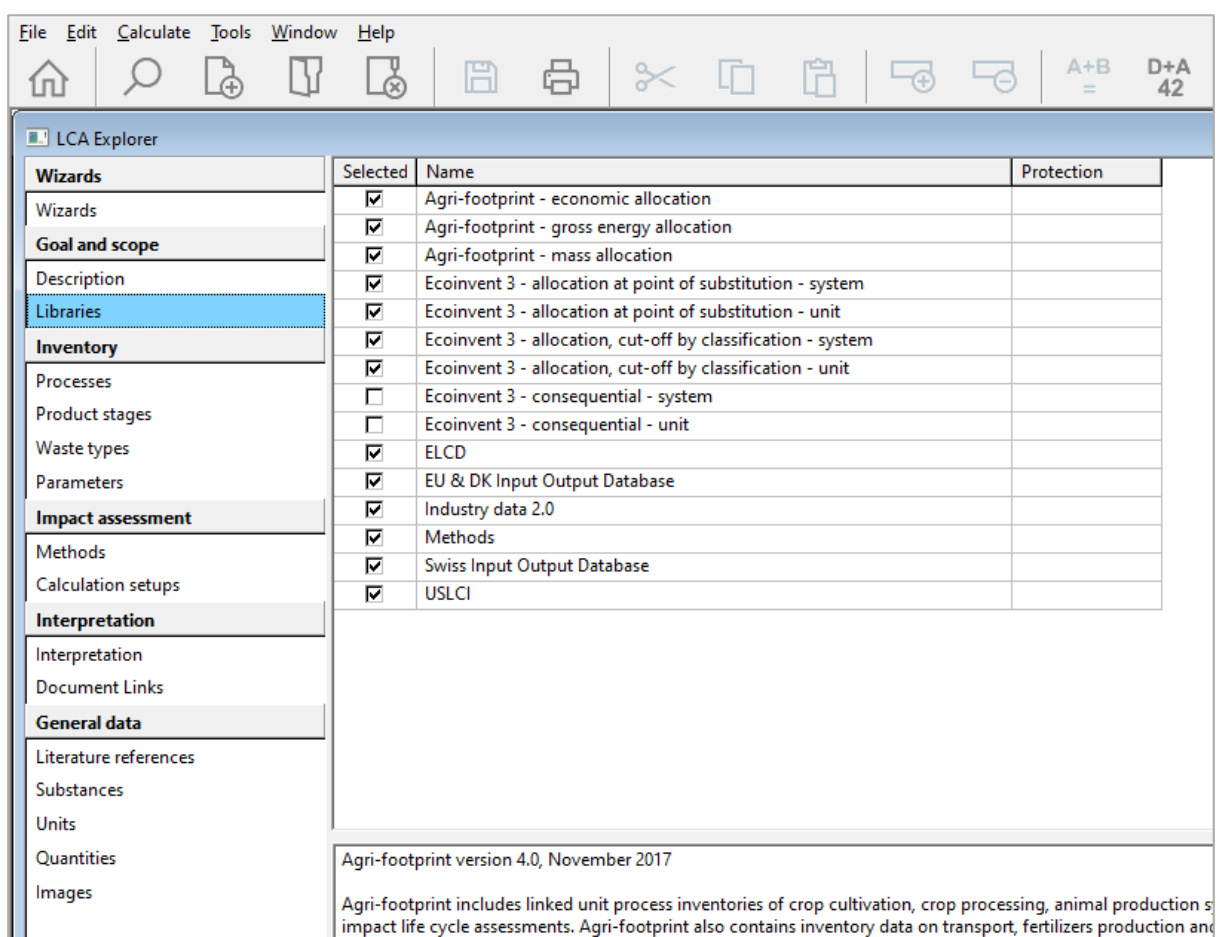 File Edit Calculate Tools Window Help
A+B
=
D+A
42
LCA Explorer
Wizards
Wizards
Goal and scope
Description
Libraries
Inventory
Processes
Product stages
Waste types
Parameters
Impact assessment
Methods
Calculation setups
Interpretation
Interpretation
Document Links
General data
Literature references
Substances
Units
Quantities
Images
Selected Name Protection
Agri-footprint - economic allocation
Agri-footprint - gross energy allocation
Agri-footprint - mass allocation
Ecoinvent 3 - allocation at point of substitution - system
Ecoinvent 3 - allocation at point of substitution - unit
Ecoinvent 3 - allocation, cut-off by classification - system
Ecoinvent 3 - allocation, cut-off by classification - unit
Ecoinvent 3 - consequential - system
Ecoinvent 3 - consequential - unit
ELCD
EU & DK Input Output Database
Industry data 2.0
Methods
Swiss Input Output Database
USLCI
Agri-footprint version 4.0, November 2017
Agri-footprint includes linked unit process inventories of crop cultivation, crop processing, animal production
impact life cycle assessments. Agri-footprint also contains inventory data on transport, fertilizers production and